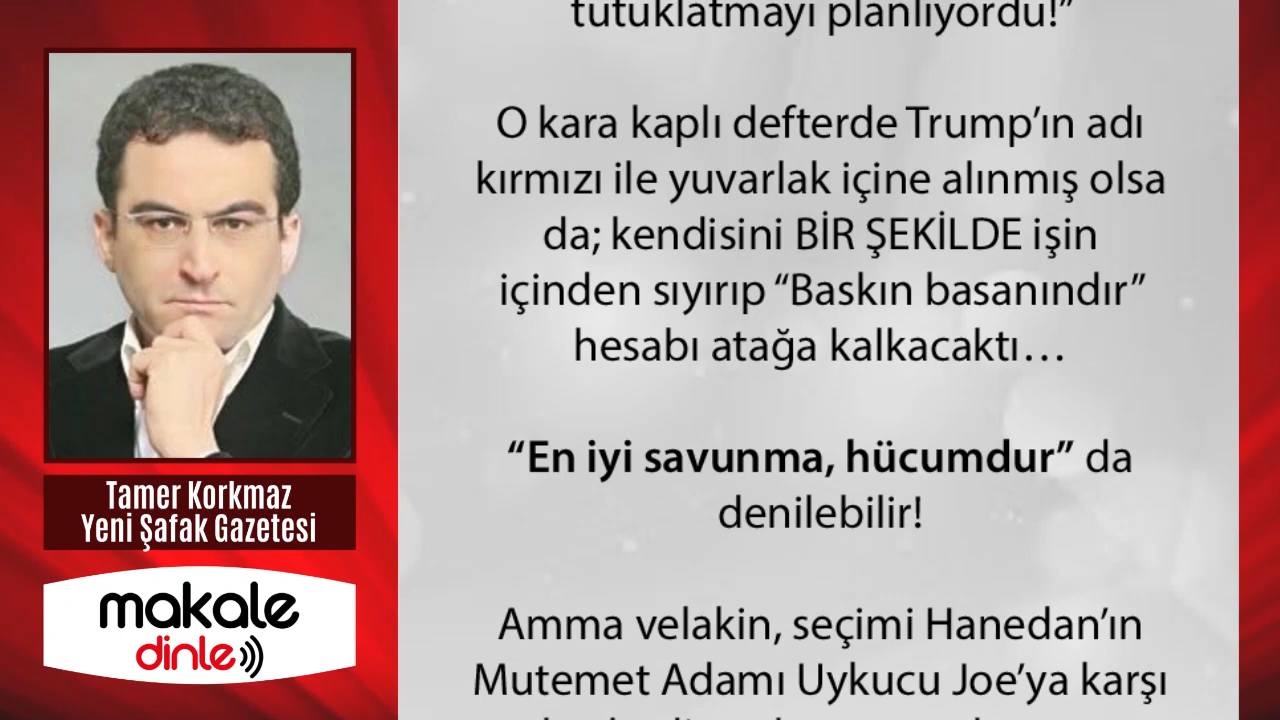 tutuklatmayı planlıyordu!”
O kara kaplı defterde Trump’ın adı
kırmızı ile yuvarlak içine alınmış olsa
da; kendisini BİR ŞEKİLDE işin
içinden sıyırıp “Baskın basanındır”
hesabı atağa kalkacaktı…
“En iyi savunma, hücumdur” da
denilebilir!
Amma velakin, seçimi Hanedan’ın
Mutemet Adamı Uykucu Joe’ya karşı
Tamer Korkmaz
Yeni Şafak Gazetesi
makale
dinle